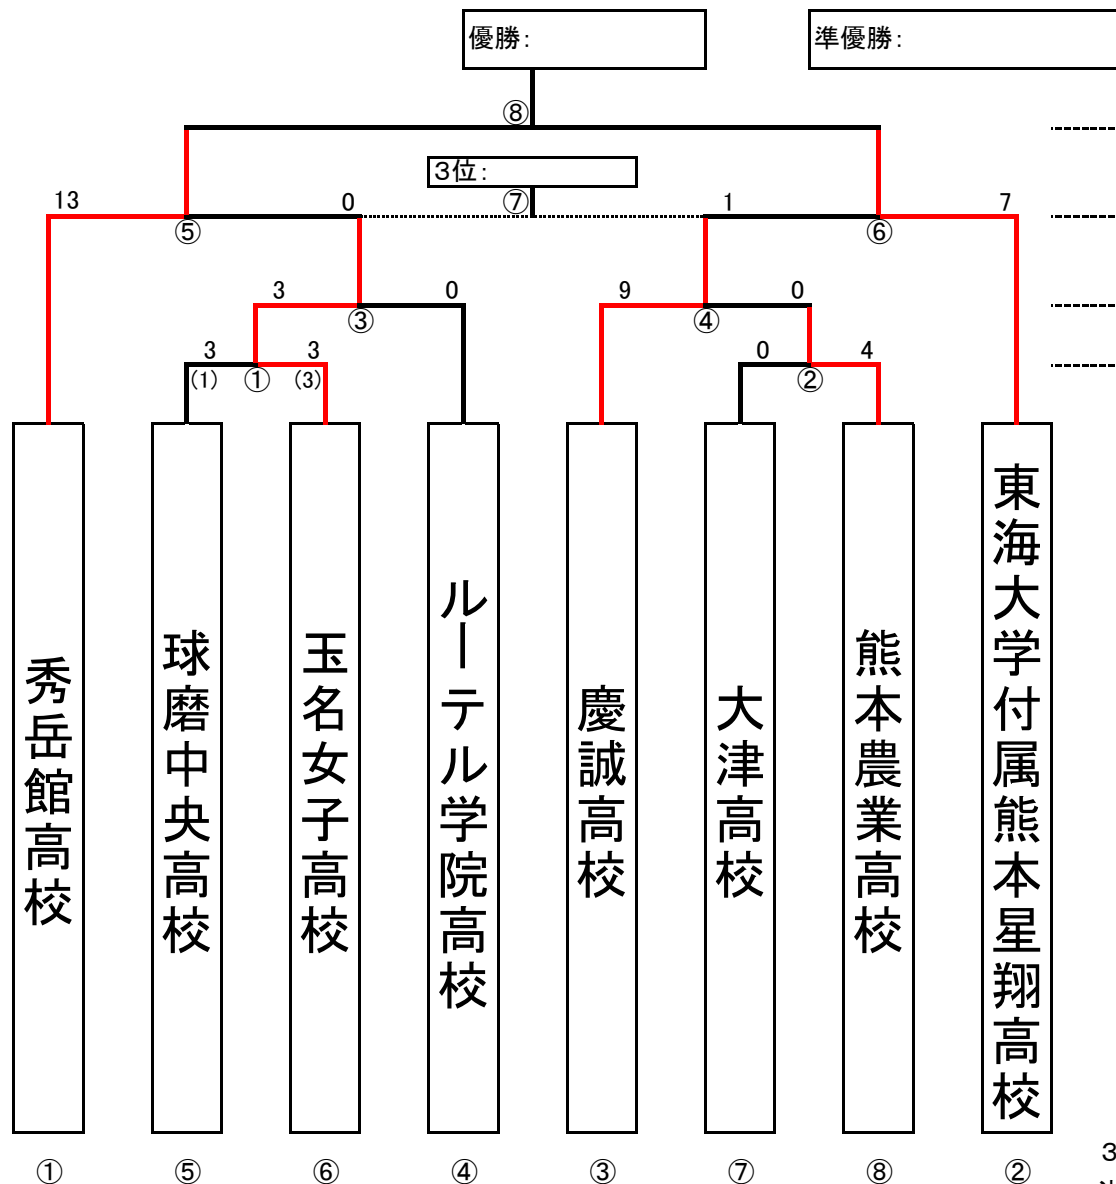 優勝:
準優勝:
⑧
3位:
13
0
⑦
1
7
⑤
⑥
3
0
9
0
③
④
3
3
0
4
(1)
①
(3)
②
秀岳館高校
球磨中央高校
玉名女子高校
ルーテル学院高校
慶誠高校
大津高校
熊本農業高校
東海大学付属熊本星翔高校
①
⑤
⑥
④
③
⑦
⑧
②
3